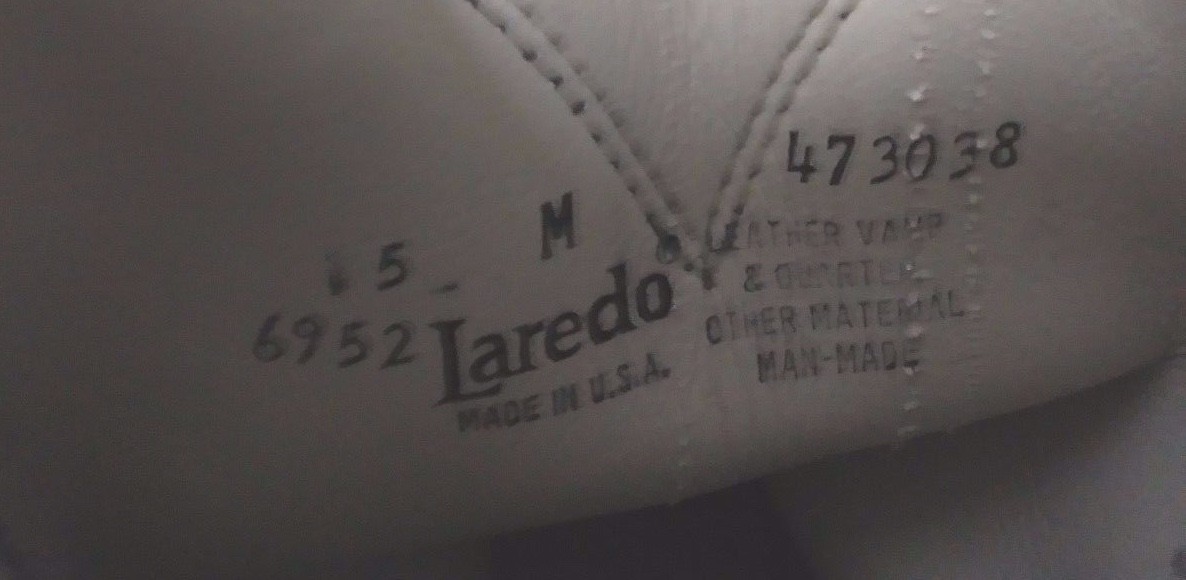 473038
M
5
6952
Laredo
MADE IN U.S.A.
LEATHER VAMP
& QUARTER
OTHER MATERIAL
MAN-MADE